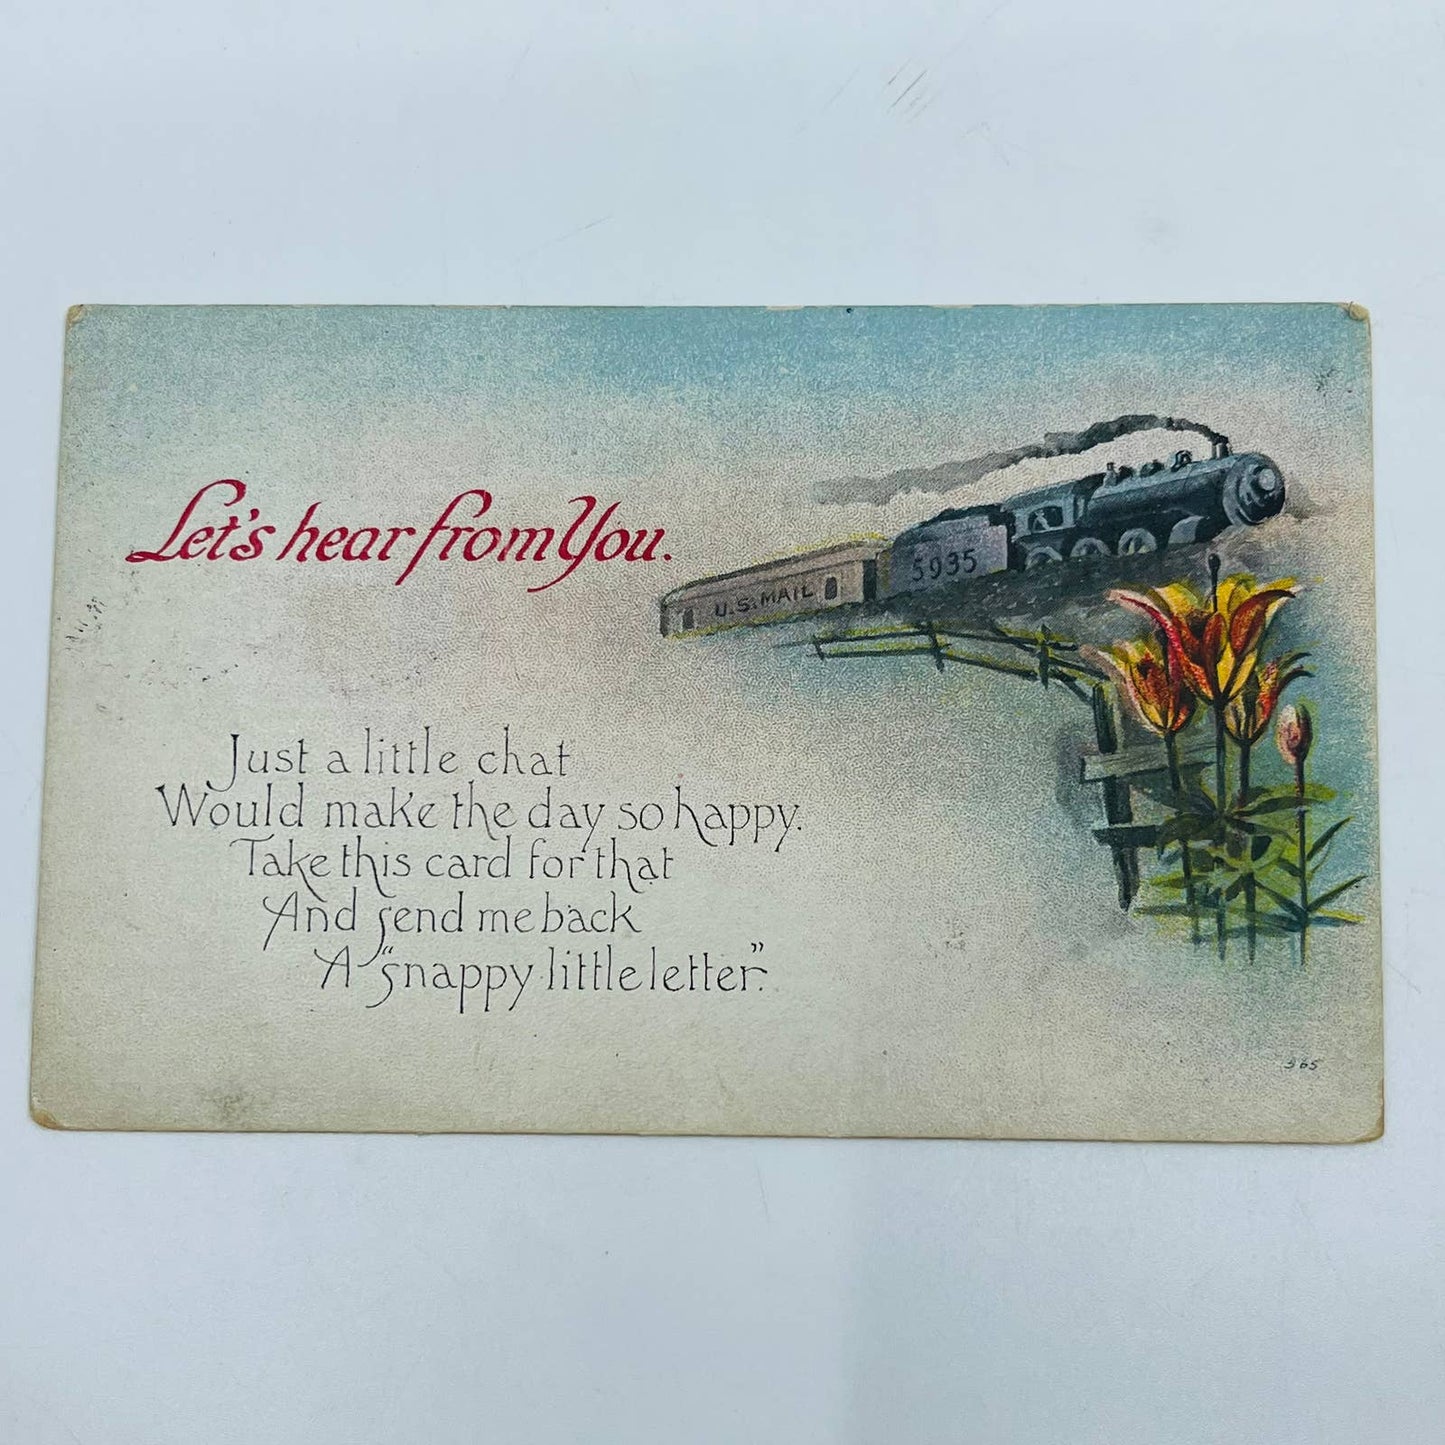 Let's hear from You.
5935
U.S. MAIL
Just a little chat
Would make the day so happy.
Take this card for that
And send me back
A "snappy little letter."
365